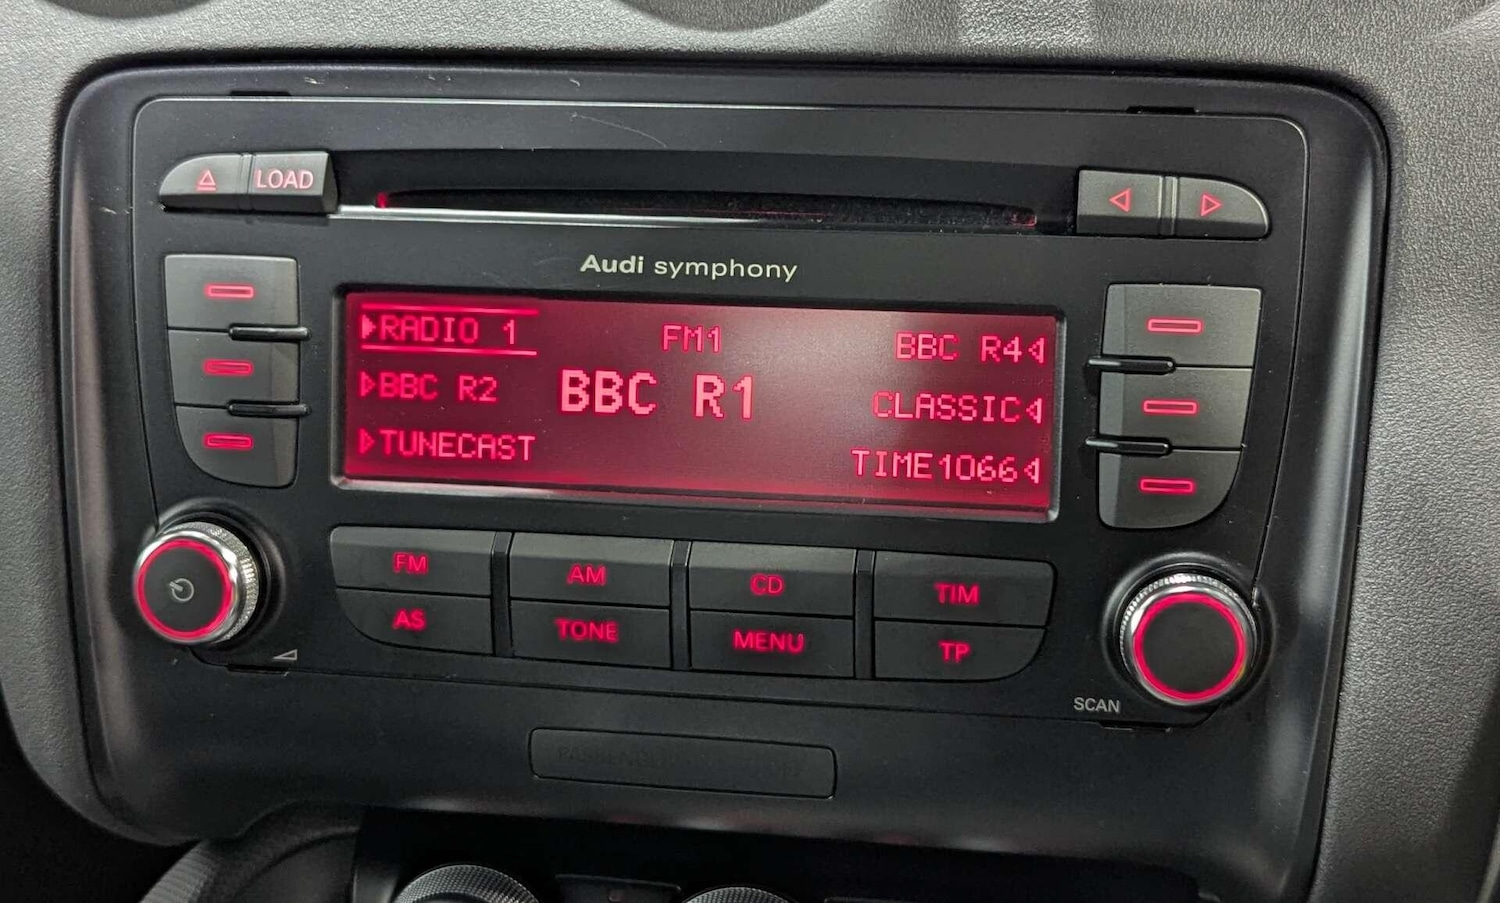 LOAD
Audi symphony
RADIO 1 FM1 BBC R4
BBC R2 BBC R1 CLASSIC
TUNECAST TIME1066
FM AM CD TIM
AS TONE MENU TP
SCAN